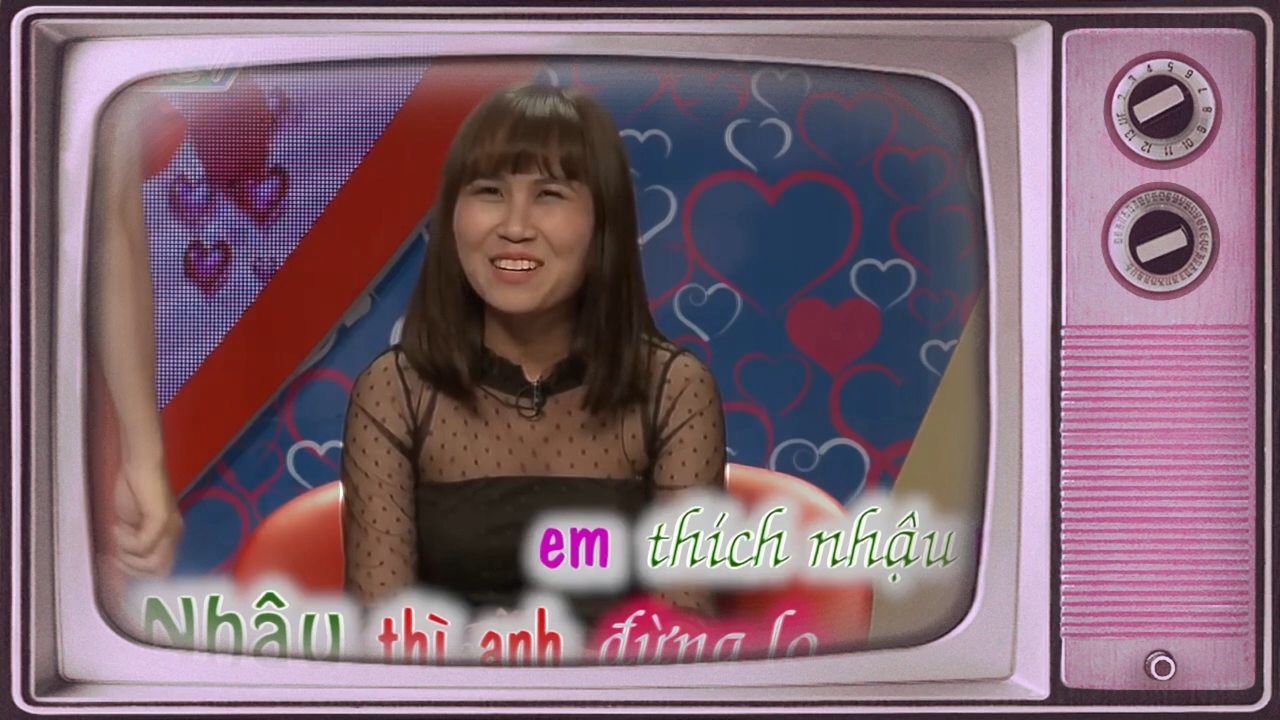 em thích nhậu
Nhậu thì anh đừng lo